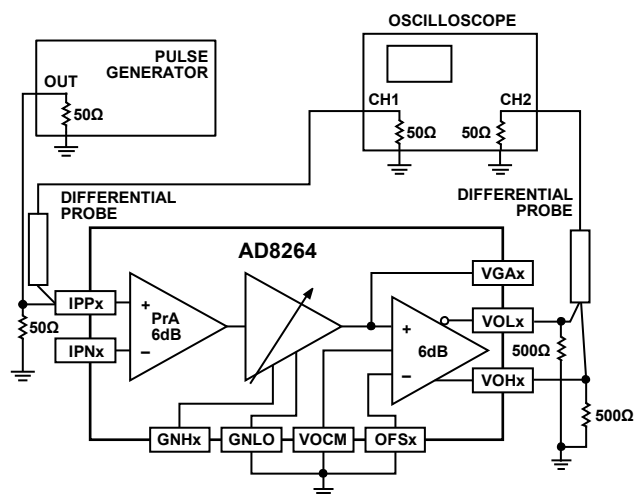 OSCILLOSCOPE
PULSE
GENERATOR
OUT
50Ω
CH1
CH2
50Ω
50Ω
DIFFERENTIAL
PROBE
DIFFERENTIAL
PROBE
AD8264
VGAx
IPPx
+
PrA
6dB
–
+
6dB
–
VOLx
50Ω
IPNx
500Ω
VOHx
500Ω
GNHx
GNLO
VOCM
OFSx